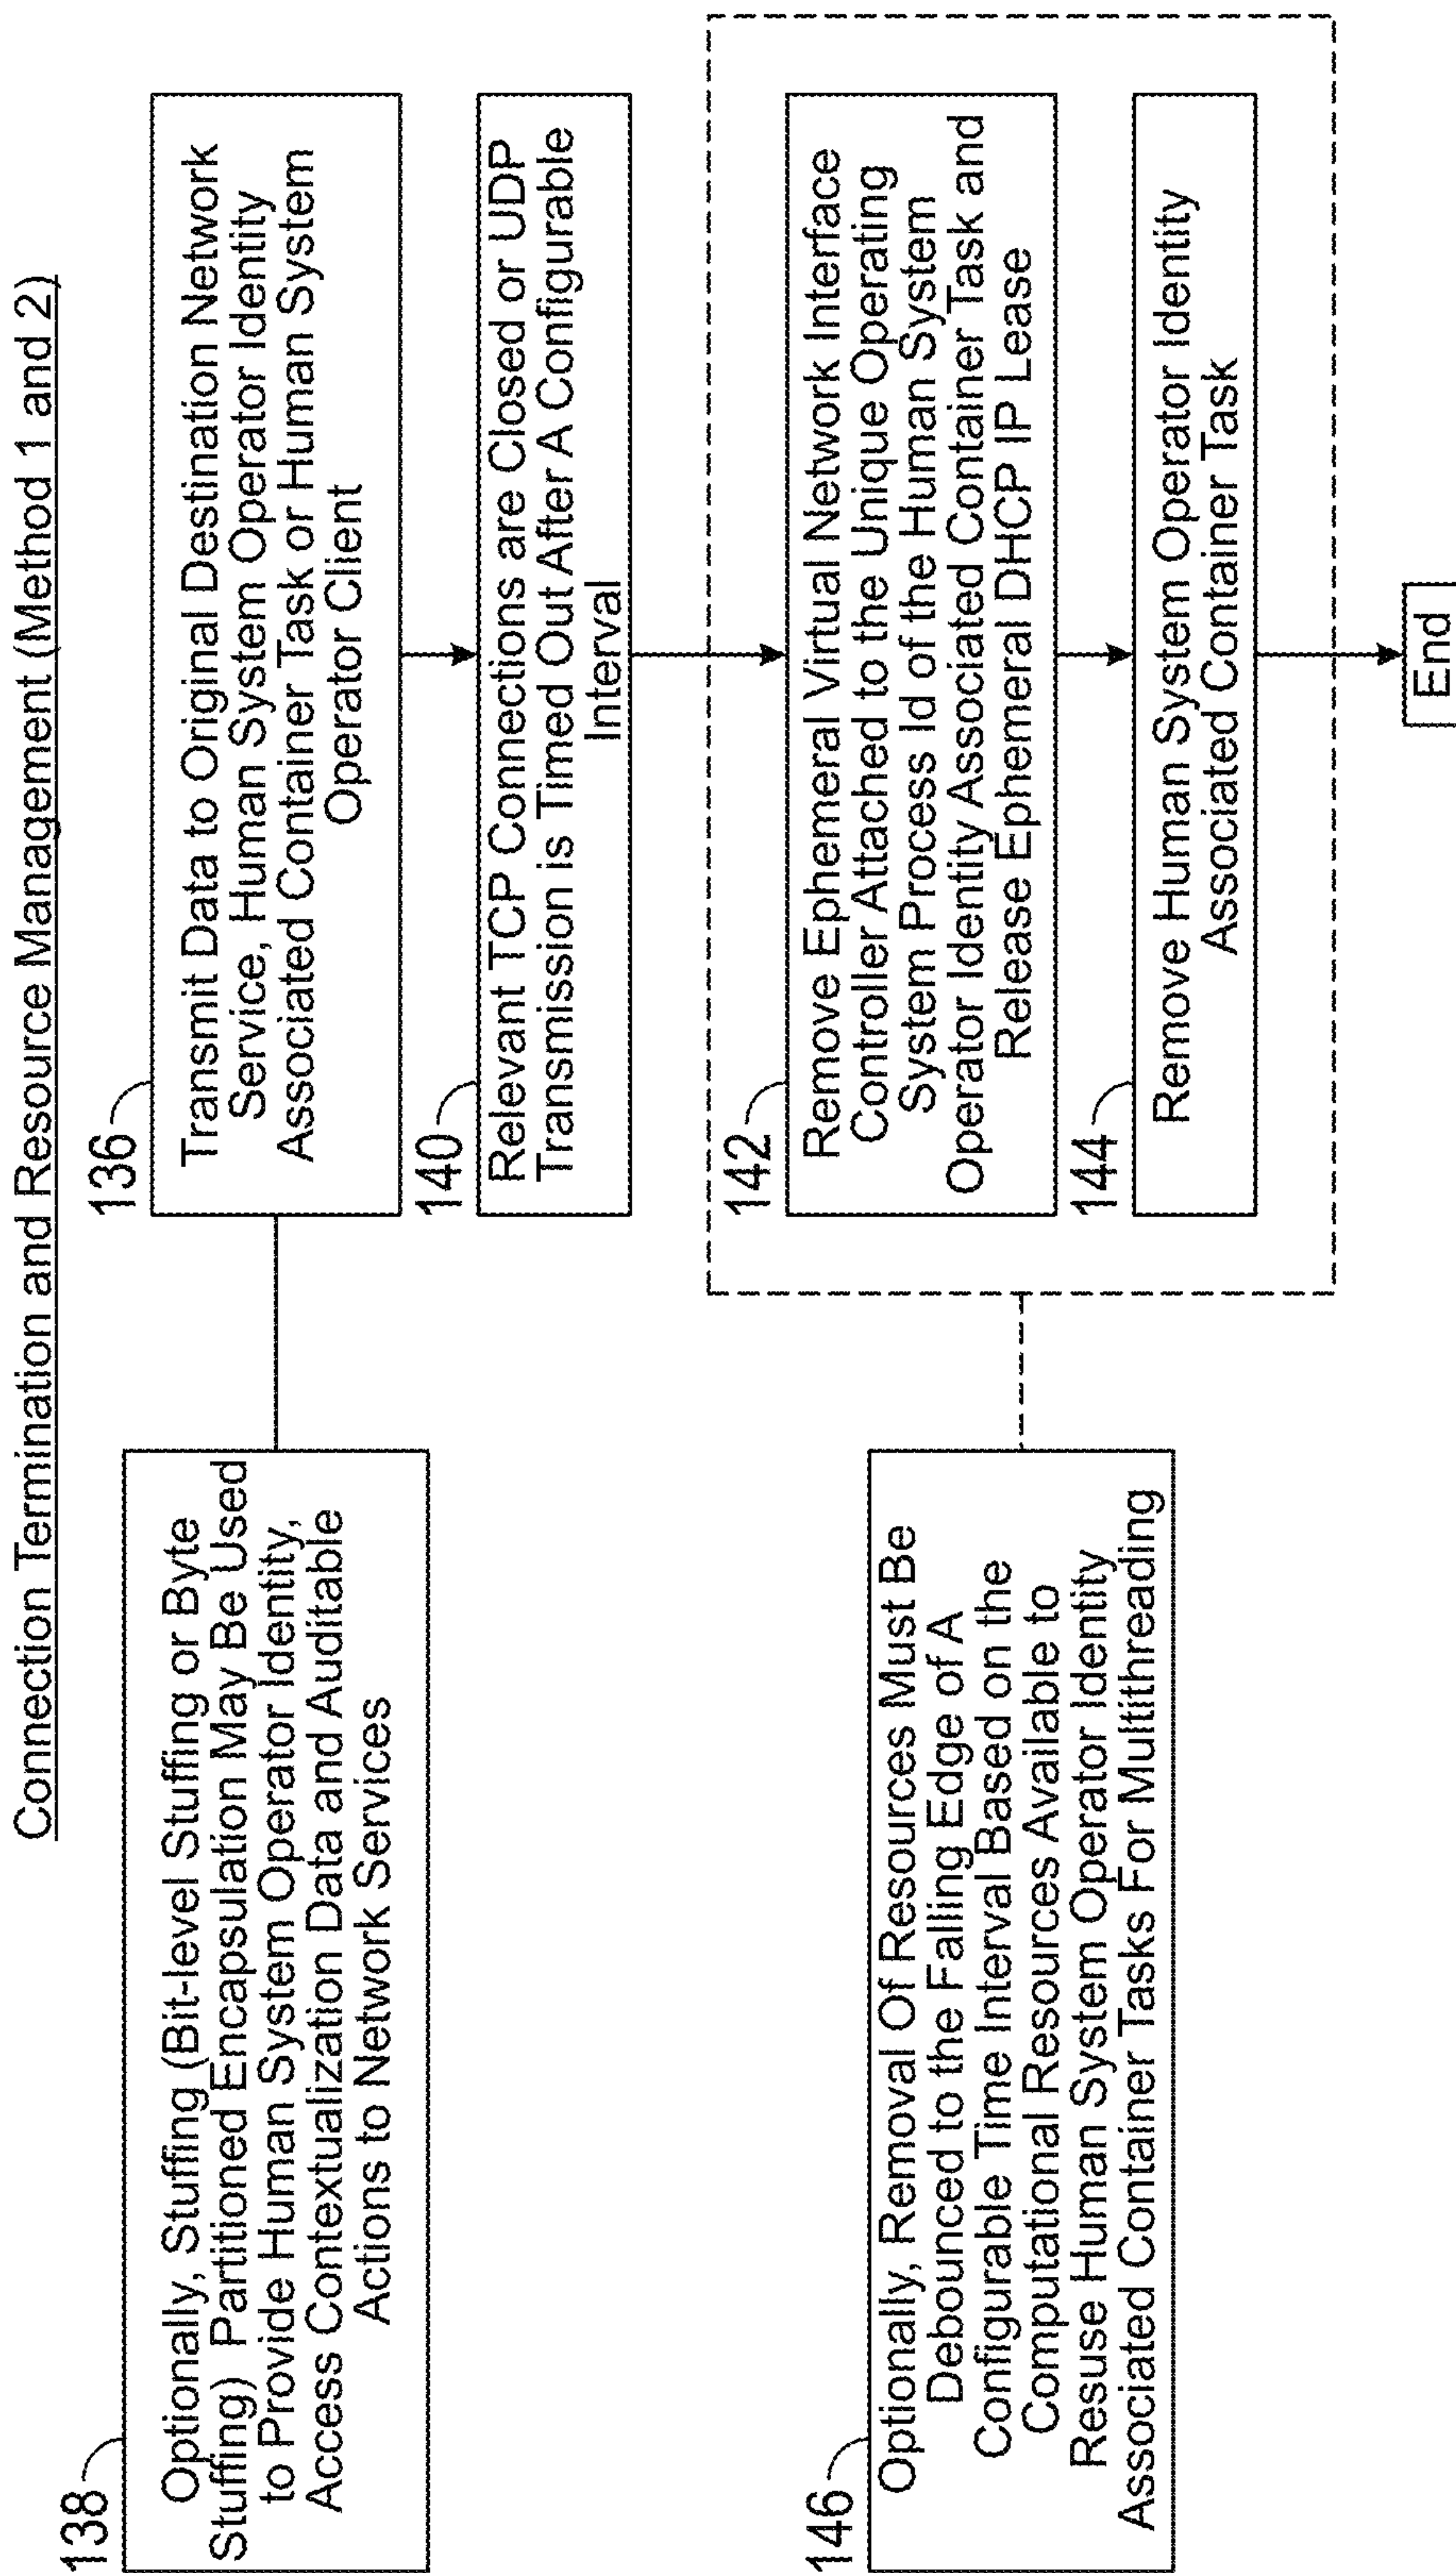 Connection Termination and Resource Management (Method 1 and 2)
136
Transmit Data to Original Destination Network
Service, Human System Operator Identity
Associated Container Task or Human System
Operator Client
138
Optionally, Stuffing (Bit-level Stuffing or Byte
Stuffing) Partitioned Encapsulation May Be Used
to Provide Human System Operator Identity,
Access Contextualization Data and Auditable
Actions to Network Services
140
Relevant TCP Connections are Closed or UDP
Transmission is Timed Out After A Configurable
Interval
142
Remove Ephemeral Virtual Network Interface
Controller Attached to the Unique Operating
System Process Id of the Human System
Operator Identity Associated Container Task and
Release Ephemeral DHCP IP Lease
144
Remove Human System Operator Identity
Associated Container Task
146
Optionally, Removal Of Resources Must Be
Debounced to the Falling Edge of A
Configurable Time Interval Based on the
Computational Resources Available to
Resuse Human System Operator Identity
Associated Container Tasks For Multithreading
End